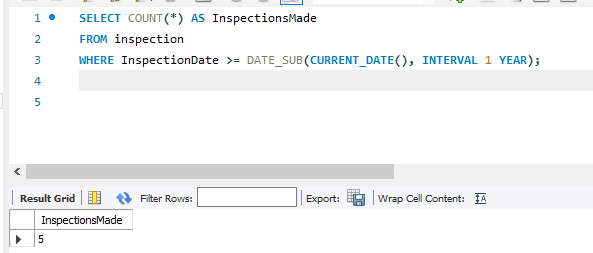 1 SELECT COUNT(*) AS InspectionsMade
2 FROM inspection
3 WHERE InspectionDate >= DATE_SUB(CURRENT_DATE(), INTERVAL 1 YEAR);
4
5
Result Grid Filter Rows: Export: Wrap Cell Content: IA
InspectionsMade
5